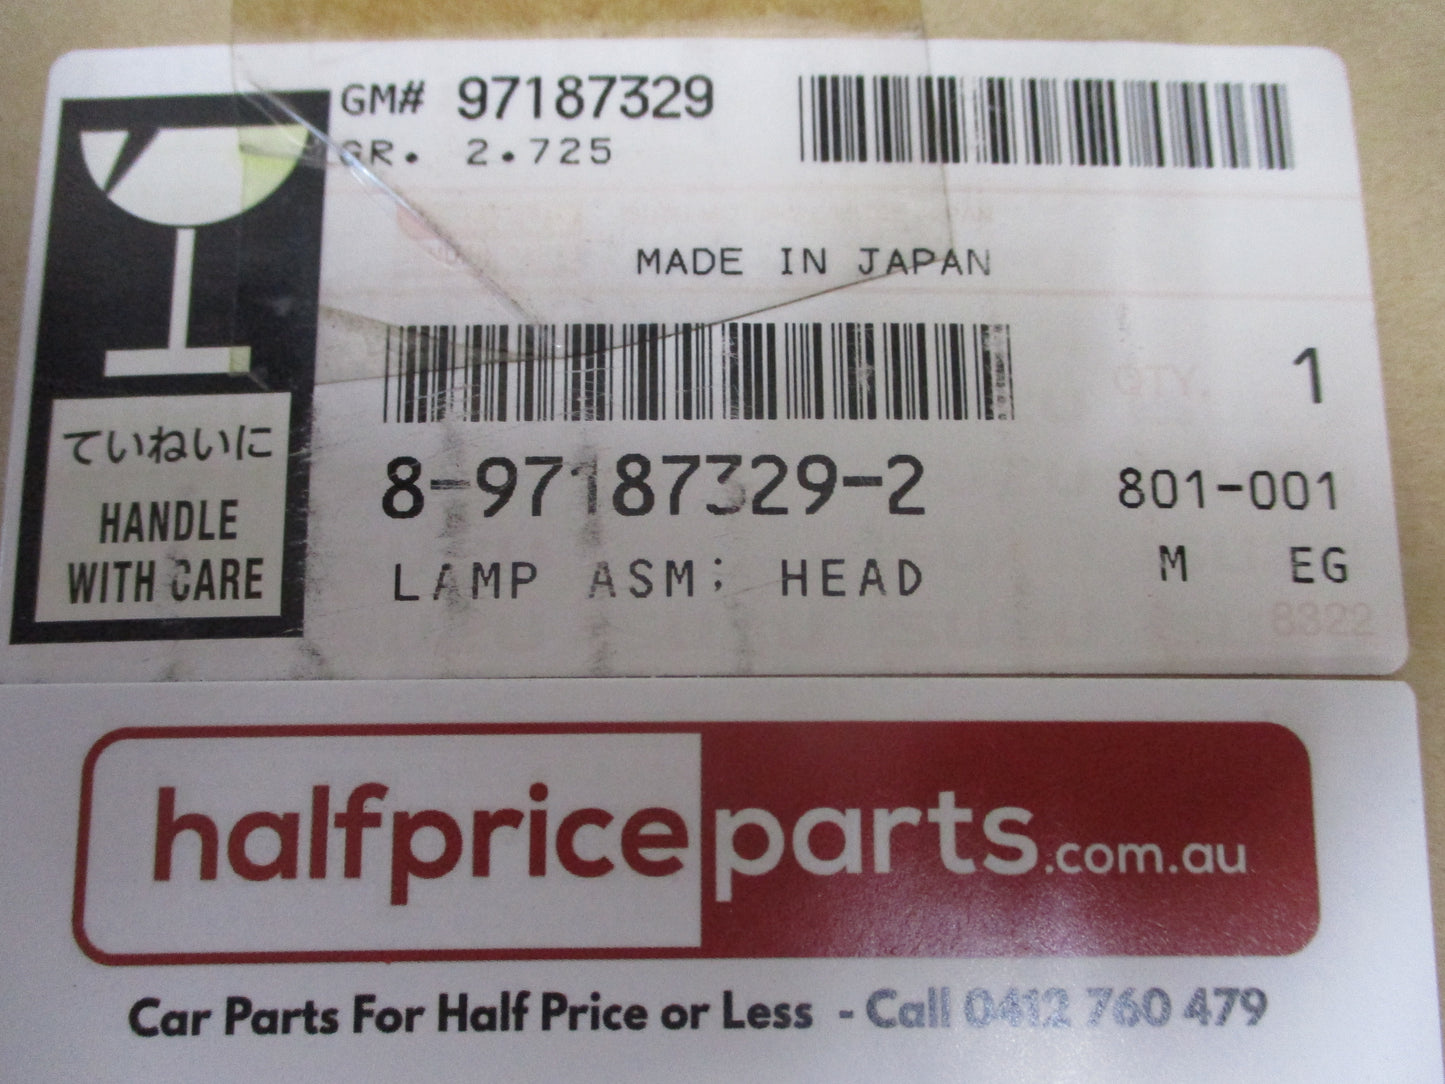 GM# 97187329
GR. 2.725
MADE IN JAPAN
QTY. 1
ていねいに
HANDLE
WITH CARE
8-97187329-2 801-001
LAMP ASM; HEAD M EG
8322
halfpriceparts.com.au
Car Parts For Half Price or Less - Call 0412 760 479